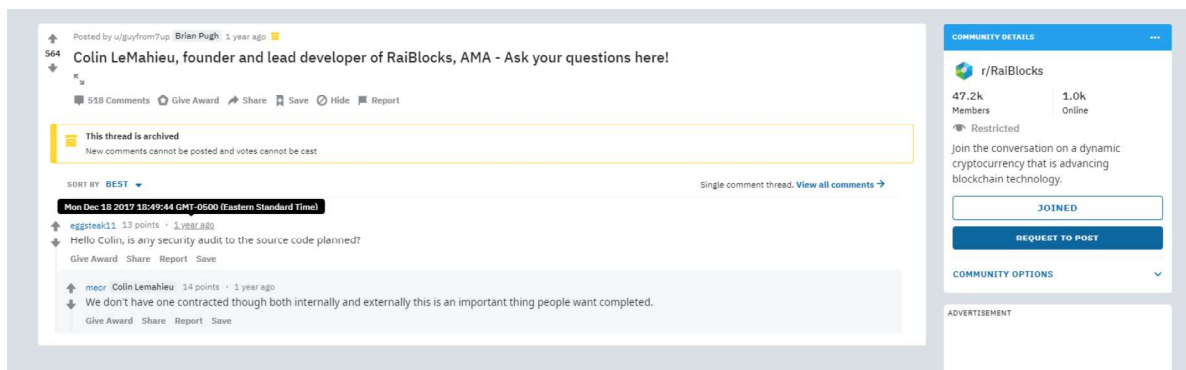 Posted by u/guyfrom7up Brian Pugh 1 year ago
564
Colin LeMahieu, founder and lead developer of RaiBlocks, AMA - Ask your questions here!
518 Comments Give Award Share Save Hide Report
This thread is archived
New comments cannot be posted and votes cannot be cast
SORT BY BEST
Single comment thread. View all comments →
Mon Dec 18 2017 18:49:44 GMT-0500 (Eastern Standard Time)
eggsteak11 13 points · 1 year ago
Hello Colin, is any security audit to the source code planned?
Give Award Share Report Save
meor Colin Lemahieu 14 points · 1 year ago
We don't have one contracted though both internally and externally this is an important thing people want completed.
Give Award Share Report Save
COMMUNITY DETAILS
r/RaiBlocks
47.2k 1.0k
Members Online
Restricted
Join the conversation on a dynamic
cryptocurrency that is advancing
blockchain technology.
JOINED
REQUEST TO POST
COMMUNITY OPTIONS
ADVERTISEMENT